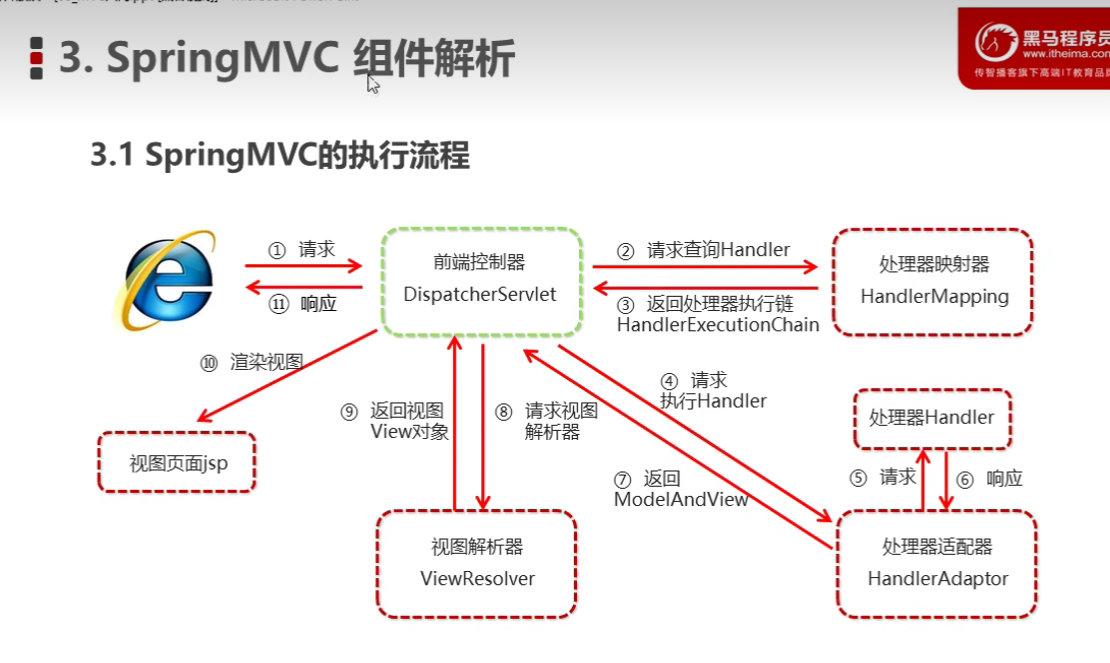 3. SpringMVC 组件解析
黑马程序员
www.itheima.com
传智播客旗下高端IT教育品牌
3.1 SpringMVC的执行流程
① 请求
⑪ 响应
前端控制器
DispatcherServlet
② 请求查询Handler
③ 返回处理器执行链
HandlerExecutionChain
处理器映射器
HandlerMapping
⑩ 渲染视图
④ 请求
执行Handler
处理器Handler
⑨ 返回视图
View对象
⑧ 请求视图
解析器
视图页面jsp
⑦ 返回
ModelAndView
⑤ 请求
⑥ 响应
视图解析器
ViewResolver
处理器适配器
HandlerAdaptor